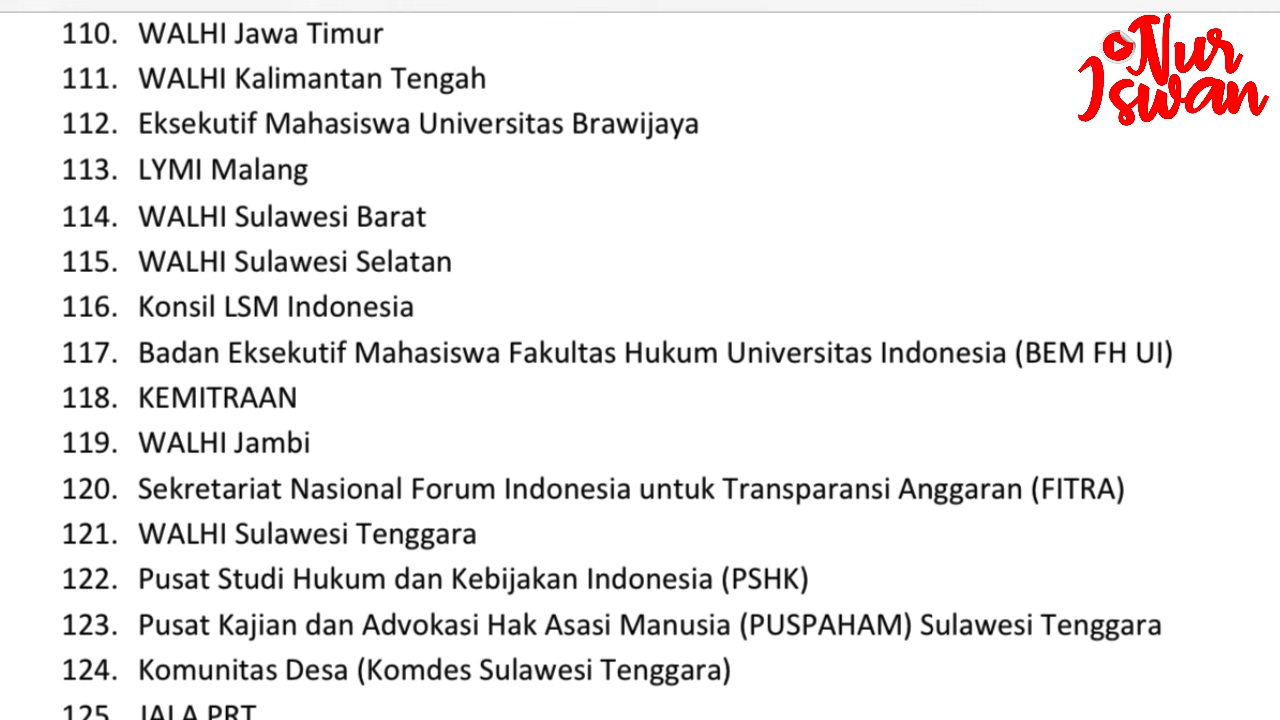 110. WALHI Jawa Timur
111. WALHI Kalimantan Tengah
112. Eksekutif Mahasiswa Universitas Brawijaya
113. LYMI Malang
114. WALHI Sulawesi Barat
115. WALHI Sulawesi Selatan
116. Konsil LSM Indonesia
117. Badan Eksekutif Mahasiswa Fakultas Hukum Universitas Indonesia (BEM FH UI)
118. KEMITRAAN
119. WALHI Jambi
120. Sekretariat Nasional Forum Indonesia untuk Transparansi Anggaran (FITRA)
121. WALHI Sulawesi Tenggara
122. Pusat Studi Hukum dan Kebijakan Indonesia (PSHK)
123. Pusat Kajian dan Advokasi Hak Asasi Manusia (PUSPAHAM) Sulawesi Tenggara
124. Komunitas Desa (Komdes Sulawesi Tenggara)
125. JALA PRT
Nur
Iswan